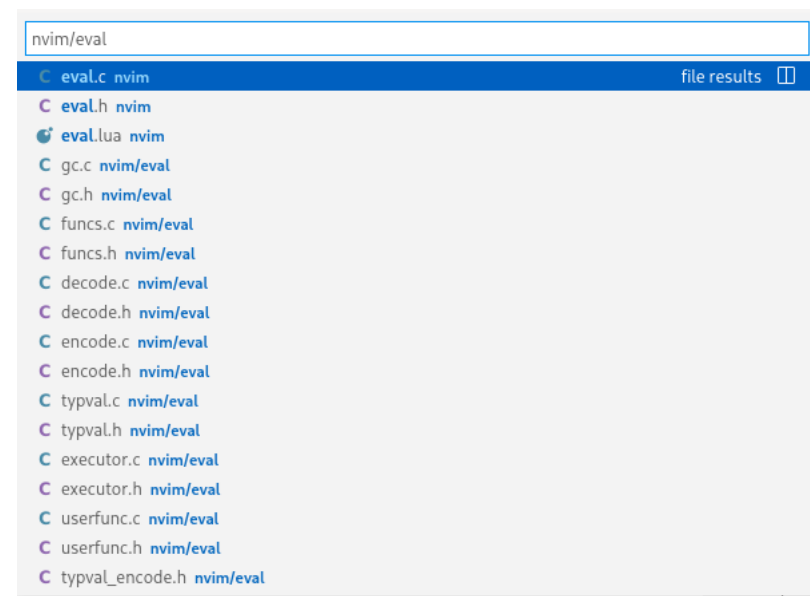 nvim/eval
C eval.c nvim file results
C eval.h nvim
eval.lua nvim
C gc.c nvim/eval
C gc.h nvim/eval
C funcs.c nvim/eval
C funcs.h nvim/eval
C decode.c nvim/eval
C decode.h nvim/eval
C encode.c nvim/eval
C encode.h nvim/eval
C typval.c nvim/eval
C typval.h nvim/eval
C executor.c nvim/eval
C executor.h nvim/eval
C userfunc.c nvim/eval
C userfunc.h nvim/eval
C typval_encode.h nvim/eval